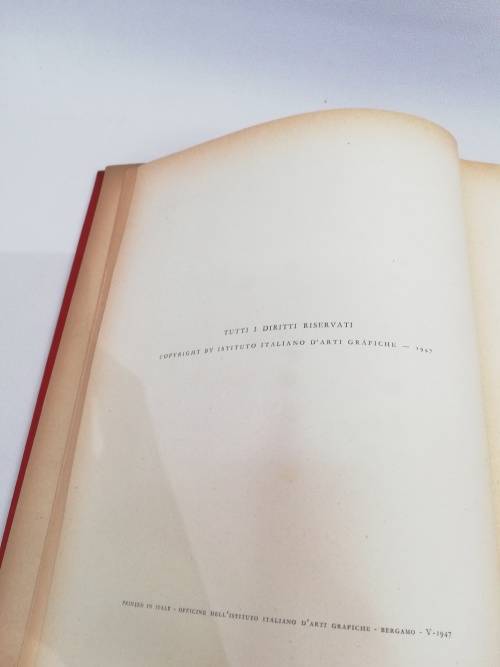 TUTTI I DIRITTI RISERVATI
COPYRIGHT BY ISTITUTO ITALIANO D'ARTI GRAFICHE — 1947
PRINTED IN ITALY - OFFICINE DELL'ISTITUTO ITALIANO D'ARTI GRAFICHE - BERGAMO - V-1947